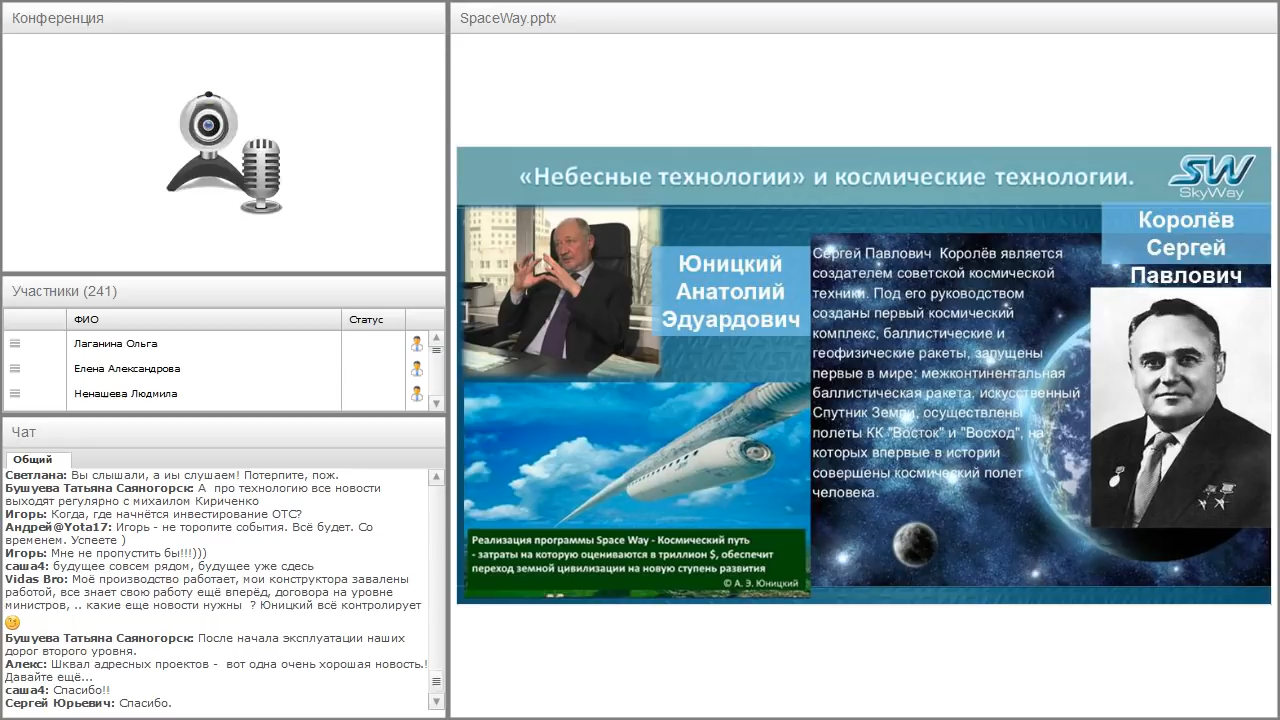 Конференция
Участники (241)
ФИО
Статус
Лаганина Ольга
Елена Александрова
Ненашева Людмила
Чат
Общий
Светлана: Вы слышали, а иы слушаем! Потерпите, пож.
Бушуева Татьяна Саяногорск: А про технологию все новости
выходят регулярно с михаилом Кириченко
Игорь: Когда, где начнётся инвестирование ОТС?
Андрей@Yota17: Игорь - не торопите события. Всё будет. Со
временем. Успеете )
Игорь: Мне не пропустить бы!!!)))
саша4: будущее совсем рядом, будущее уже сдесь
Vidas Bro: Моё производство работает, мои конструктора завалены
работой, делают свою работу ещё вперёд, договора на уровне
министров, .. какие еще новости нужны ? Юницкий всё контролирует
Бушуева Татьяна Саяногорск: После начала эксплуатации наших
дорог второго уровня.
Алекс: Шквал адресных проектов - вот одна очень хорошая новость.!
Давайте ещё...
саша4: Спасибо!!
Сергей Юрьевич: Спасибо.
SpaceWay.pptx
«Небесные технологии» и космические технологии.
SW
SkyWay
Юницкий
Анатолий
Эдуардович
Королёв
Сергей
Павлович
Сергей Павлович Королёв является
создателем советской космической
техники. Под его руководством
созданы первый космический
комплекс, баллистические и
геофизические ракеты, запущены
первые в мире: межконтинентальная
баллистическая ракета, искусственный
Спутник Земли, осуществлены
полеты КК "Восток" и "Восход", на
которых впервые в истории
совершены космический полет
человека.
Реализация программы Space Way - Космический путь
- затраты на которую оцениваются в триллион $, обеспечит
переход земной цивилизации на новую ступень развития
© А. Э. Юницкий